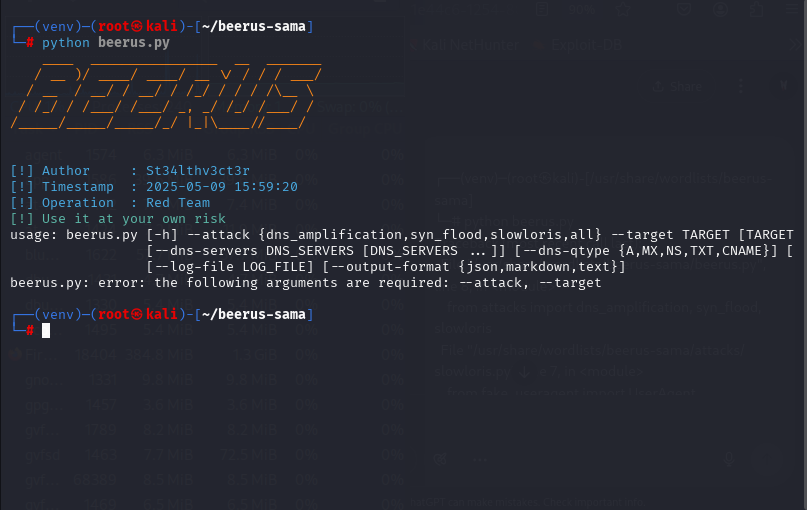 ┌──(venv)─(root㉿kali)-[~/beerus-sama]
└─# python beerus.py
BEERUS
[!] Author     : St34lthv3ct3r
[!] Timestamp  : 2025-05-09 15:59:20
[!] Operation  : Red Team
[!] Use it at your own risk
usage: beerus.py [-h] --attack {dns_amplification,syn_flood,slowloris,all} --target TARGET [TARGET
                 [--dns-servers DNS_SERVERS [DNS_SERVERS ...]] [--dns-qtype {A,MX,NS,TXT,CNAME}] [
                 [--log-file LOG_FILE] [--output-format {json,markdown,text}]
beerus.py: error: the following arguments are required: --attack, --target
┌──(venv)─(root㉿kali)-[~/beerus-sama]
└─#